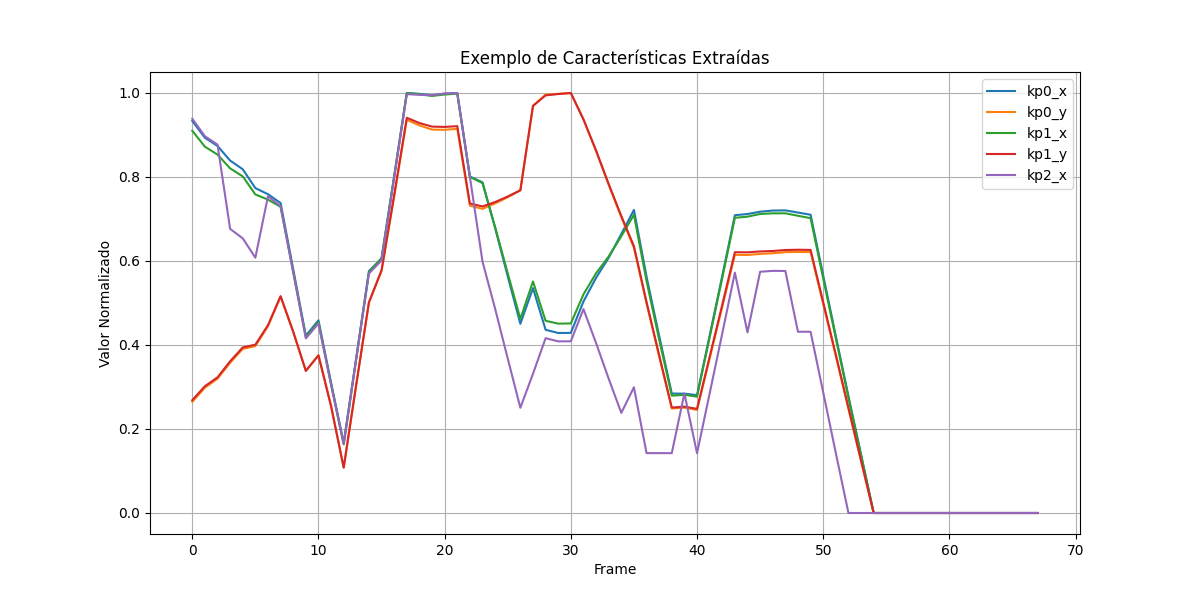 Exemplo de Características Extraídas
kp0_x
kp0_y
kp1_x
kp1_y
kp2_x
Valor Normalizado
1.0
0.8
0.6
0.4
0.2
0.0
0 10 20 30 40 50 60 70
Frame